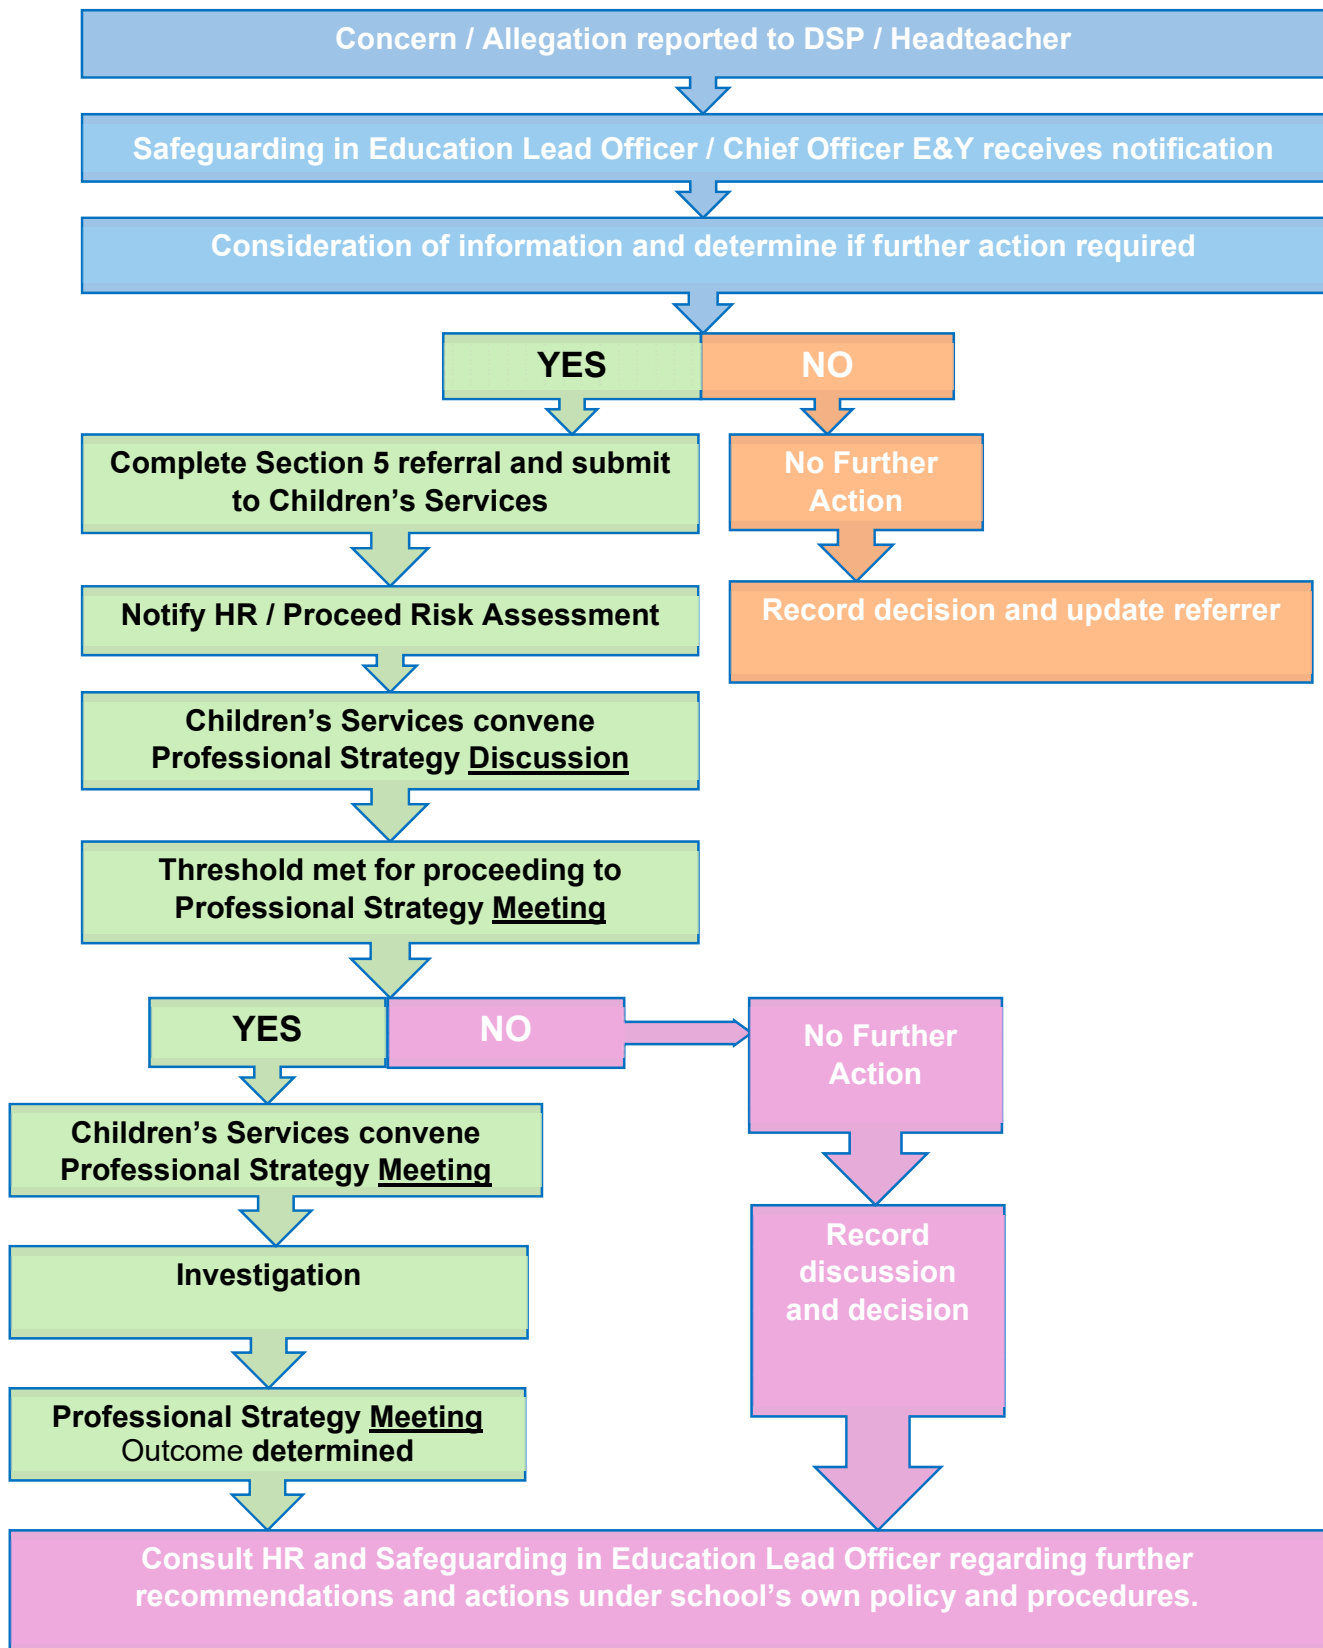 Concern / Allegation reported to DSP / Headteacher
Safeguarding in Education Lead Officer / Chief Officer E&Y receives notification
Consideration of information and determine if further action required
YES
NO
Complete Section 5 referral and submit
to Children’s Services
No Further
Action
Notify HR / Proceed Risk Assessment
Record decision and update referrer
Children’s Services convene
Professional Strategy Discussion
Threshold met for proceeding to
Professional Strategy Meeting
YES
NO
No Further
Action
Children’s Services convene
Professional Strategy Meeting
Record
discussion
and decision
Investigation
Professional Strategy Meeting
Outcome determined
Consult HR and Safeguarding in Education Lead Officer regarding further
recommendations and actions under school’s own policy and procedures.